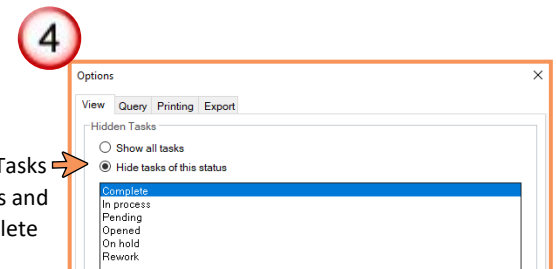 4
Options
View Query Printing Export
Hidden Tasks
Show all tasks
Tasks
Hide tasks of this status
and
Complete
In process
Pending
Opened
On hold
Rework